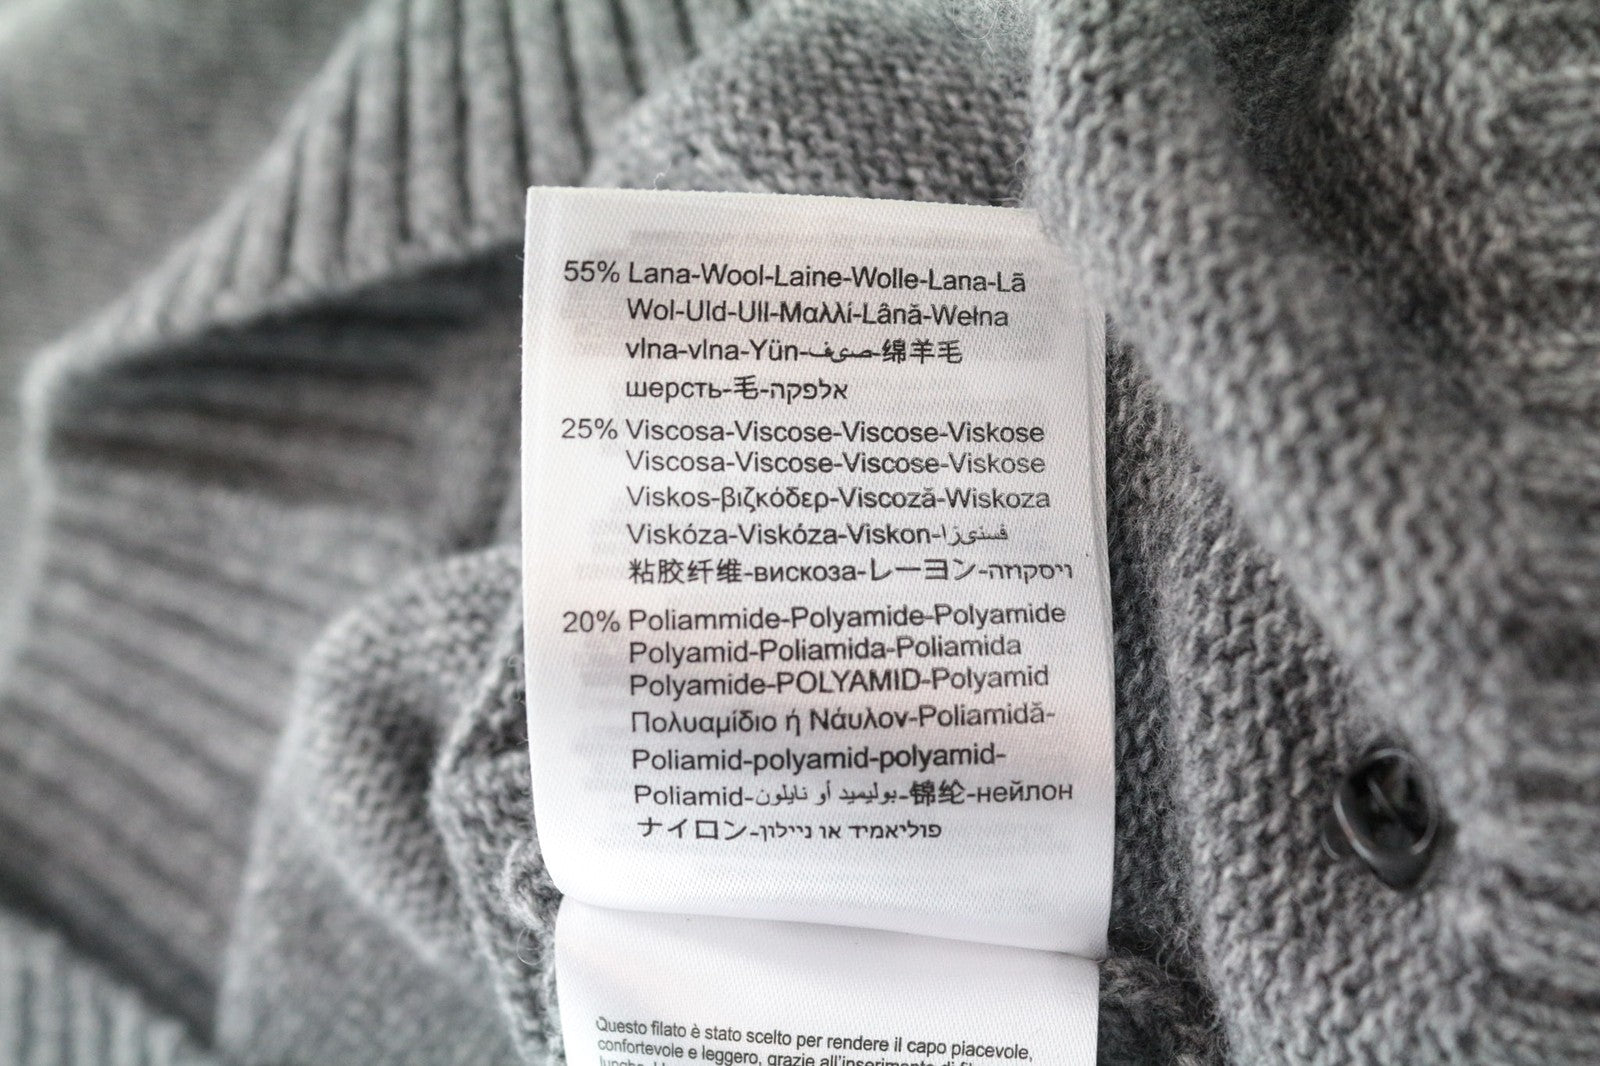 55% Lana-Wool-Laine-Wolle-Lana-Lã
Wol-Uld-Ull-Μαλλί-Lână-Wełna
vlna-vlna-Yün-صيوف-绵羊毛
шерсть-毛-אלפקה
25% Viscosa-Viscose-Viscose-Viskose
Viscosa-Viscose-Viscose-Viskose
Viskos-βιζκόδερ-Viscoză-Wiskoza
Viskóza-Viskóza-Viskon-فسنىزا
粘胶纤维-вискоза-レーヨン-ויסקוזה
20% Poliammide-Polyamide-Polyamide
Polyamid-Poliamida-Poliamida
Polyamide-POLYAMID-Polyamid
Πολυαμίδιο ή Νάυλον-Poliamidă-
Poliamid-polyamid-polyamid-
Poliamid-بوليميد أو نايلون-锦纶-нейлон
ナイロン-פוליאמיד או ניילון
Questo filato è stato scelto per rendere il capo piacevole,
confortevole e leggero, grazie all'inserimento di